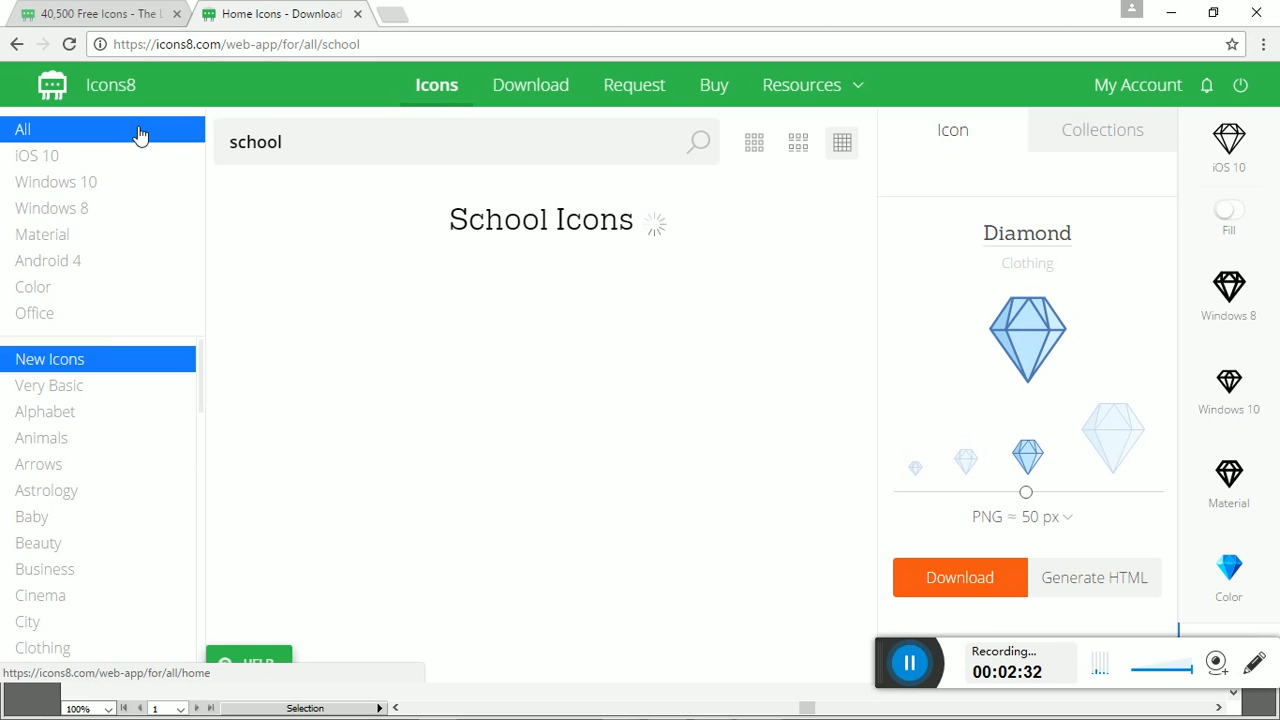 40,500 Free Icons - The
Home Icons - Download
https://icons8.com/web-app/for/all/school
Icons8
Icons
Download
Request
Buy
Resources
My Account
All
iOS 10
Windows 10
Windows 8
Material
Android 4
Color
Office
New Icons
Very Basic
Alphabet
Animals
Arrows
Astrology
Baby
Beauty
Business
Cinema
City
Clothing
school
School Icons
HELP
Icon
Collections
Diamond
Clothing
PNG ≈ 50 px
Download
Generate HTML
iOS 10
Fill
Windows 8
Windows 10
Material
Color
Recording...
00:02:32
https://icons8.com/web-app/for/all/home
100%
1
Selection